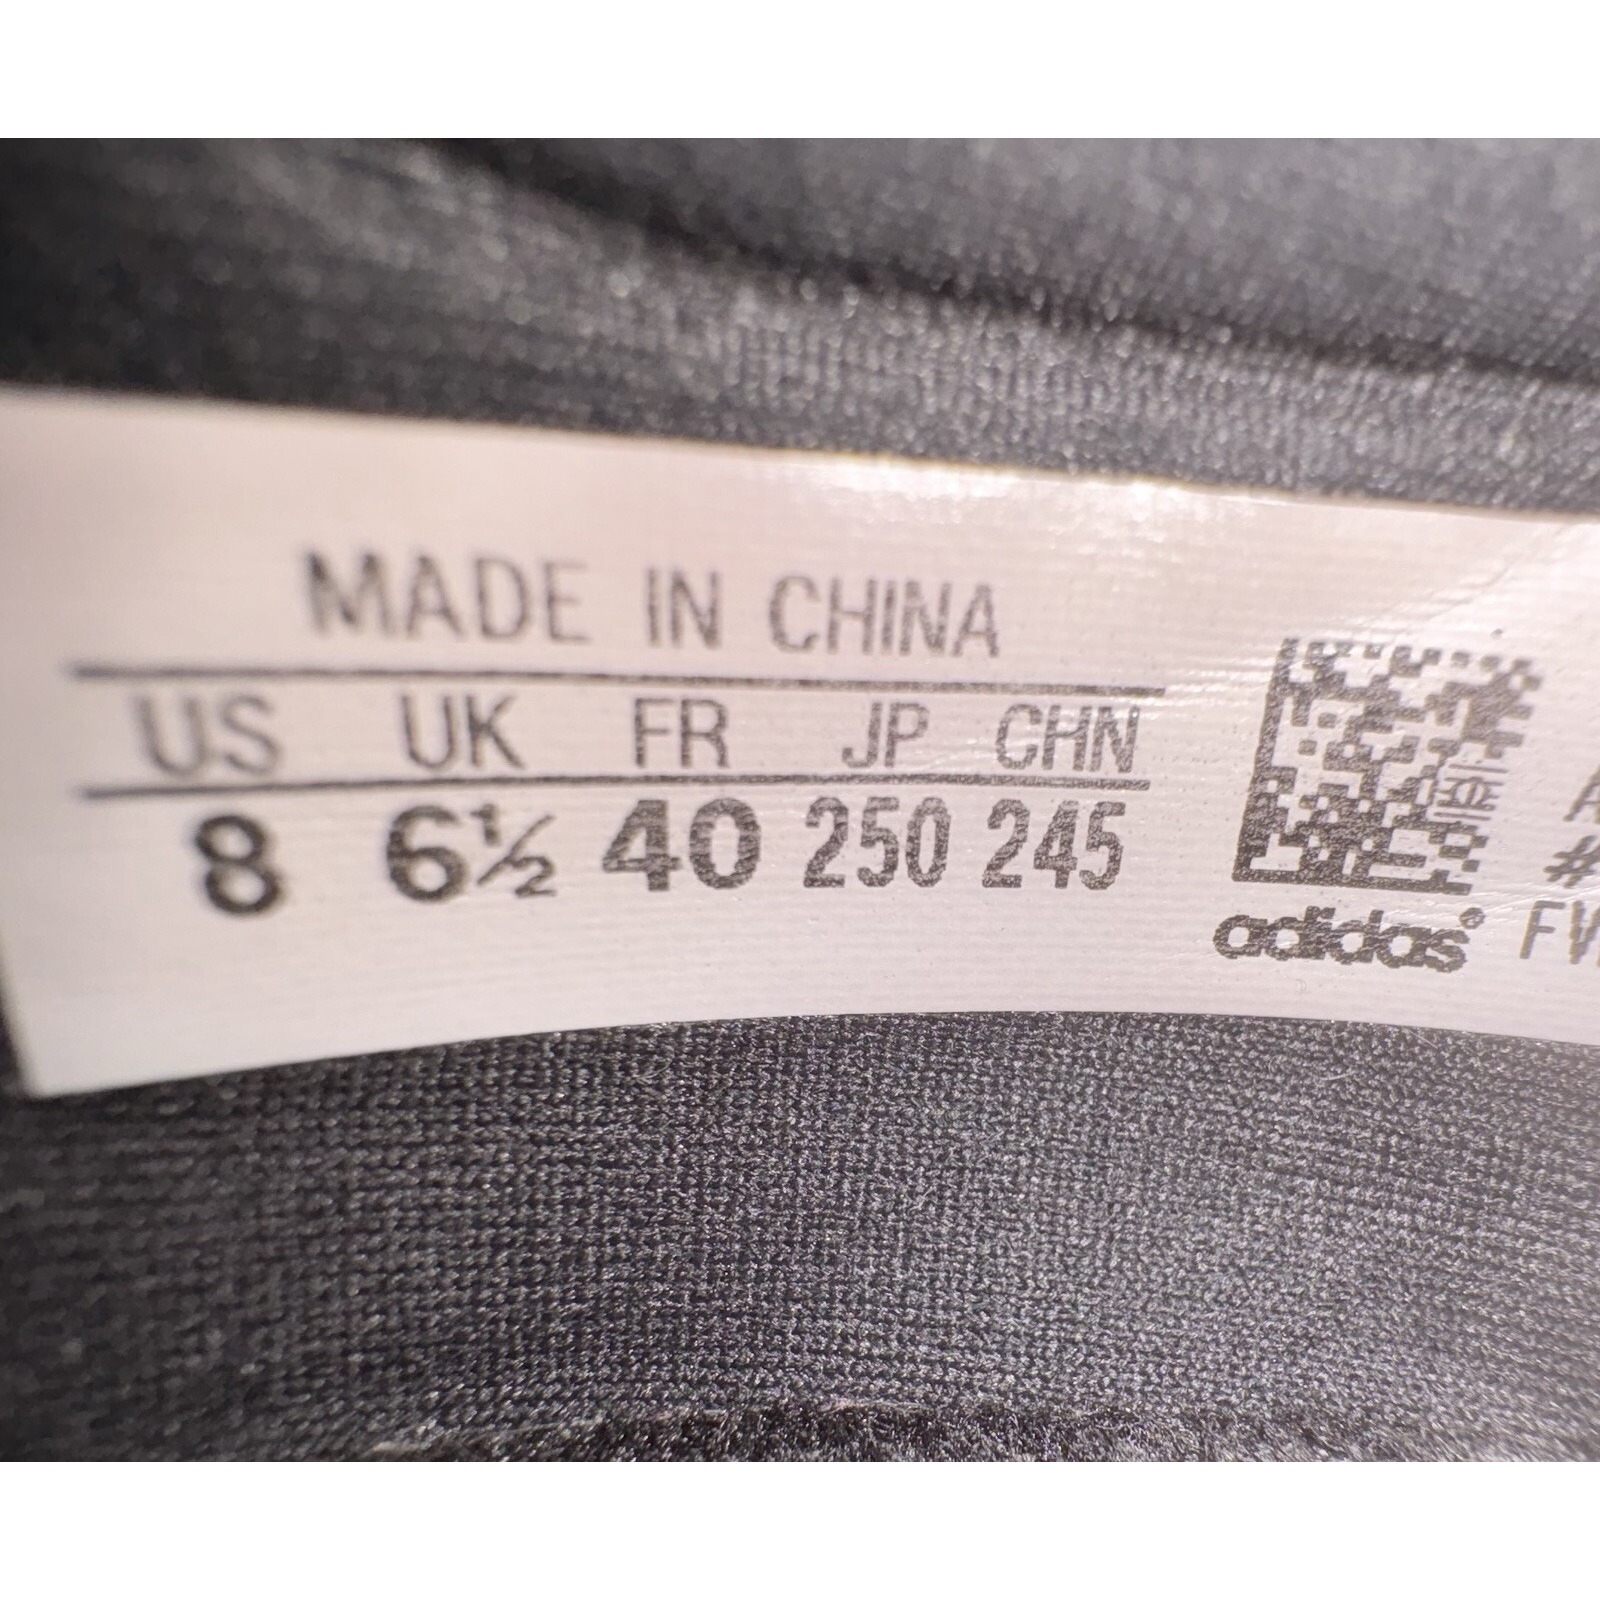 MADE IN CHINA
US UK FR JP CHN
8 6½ 40 250 245
adidas®